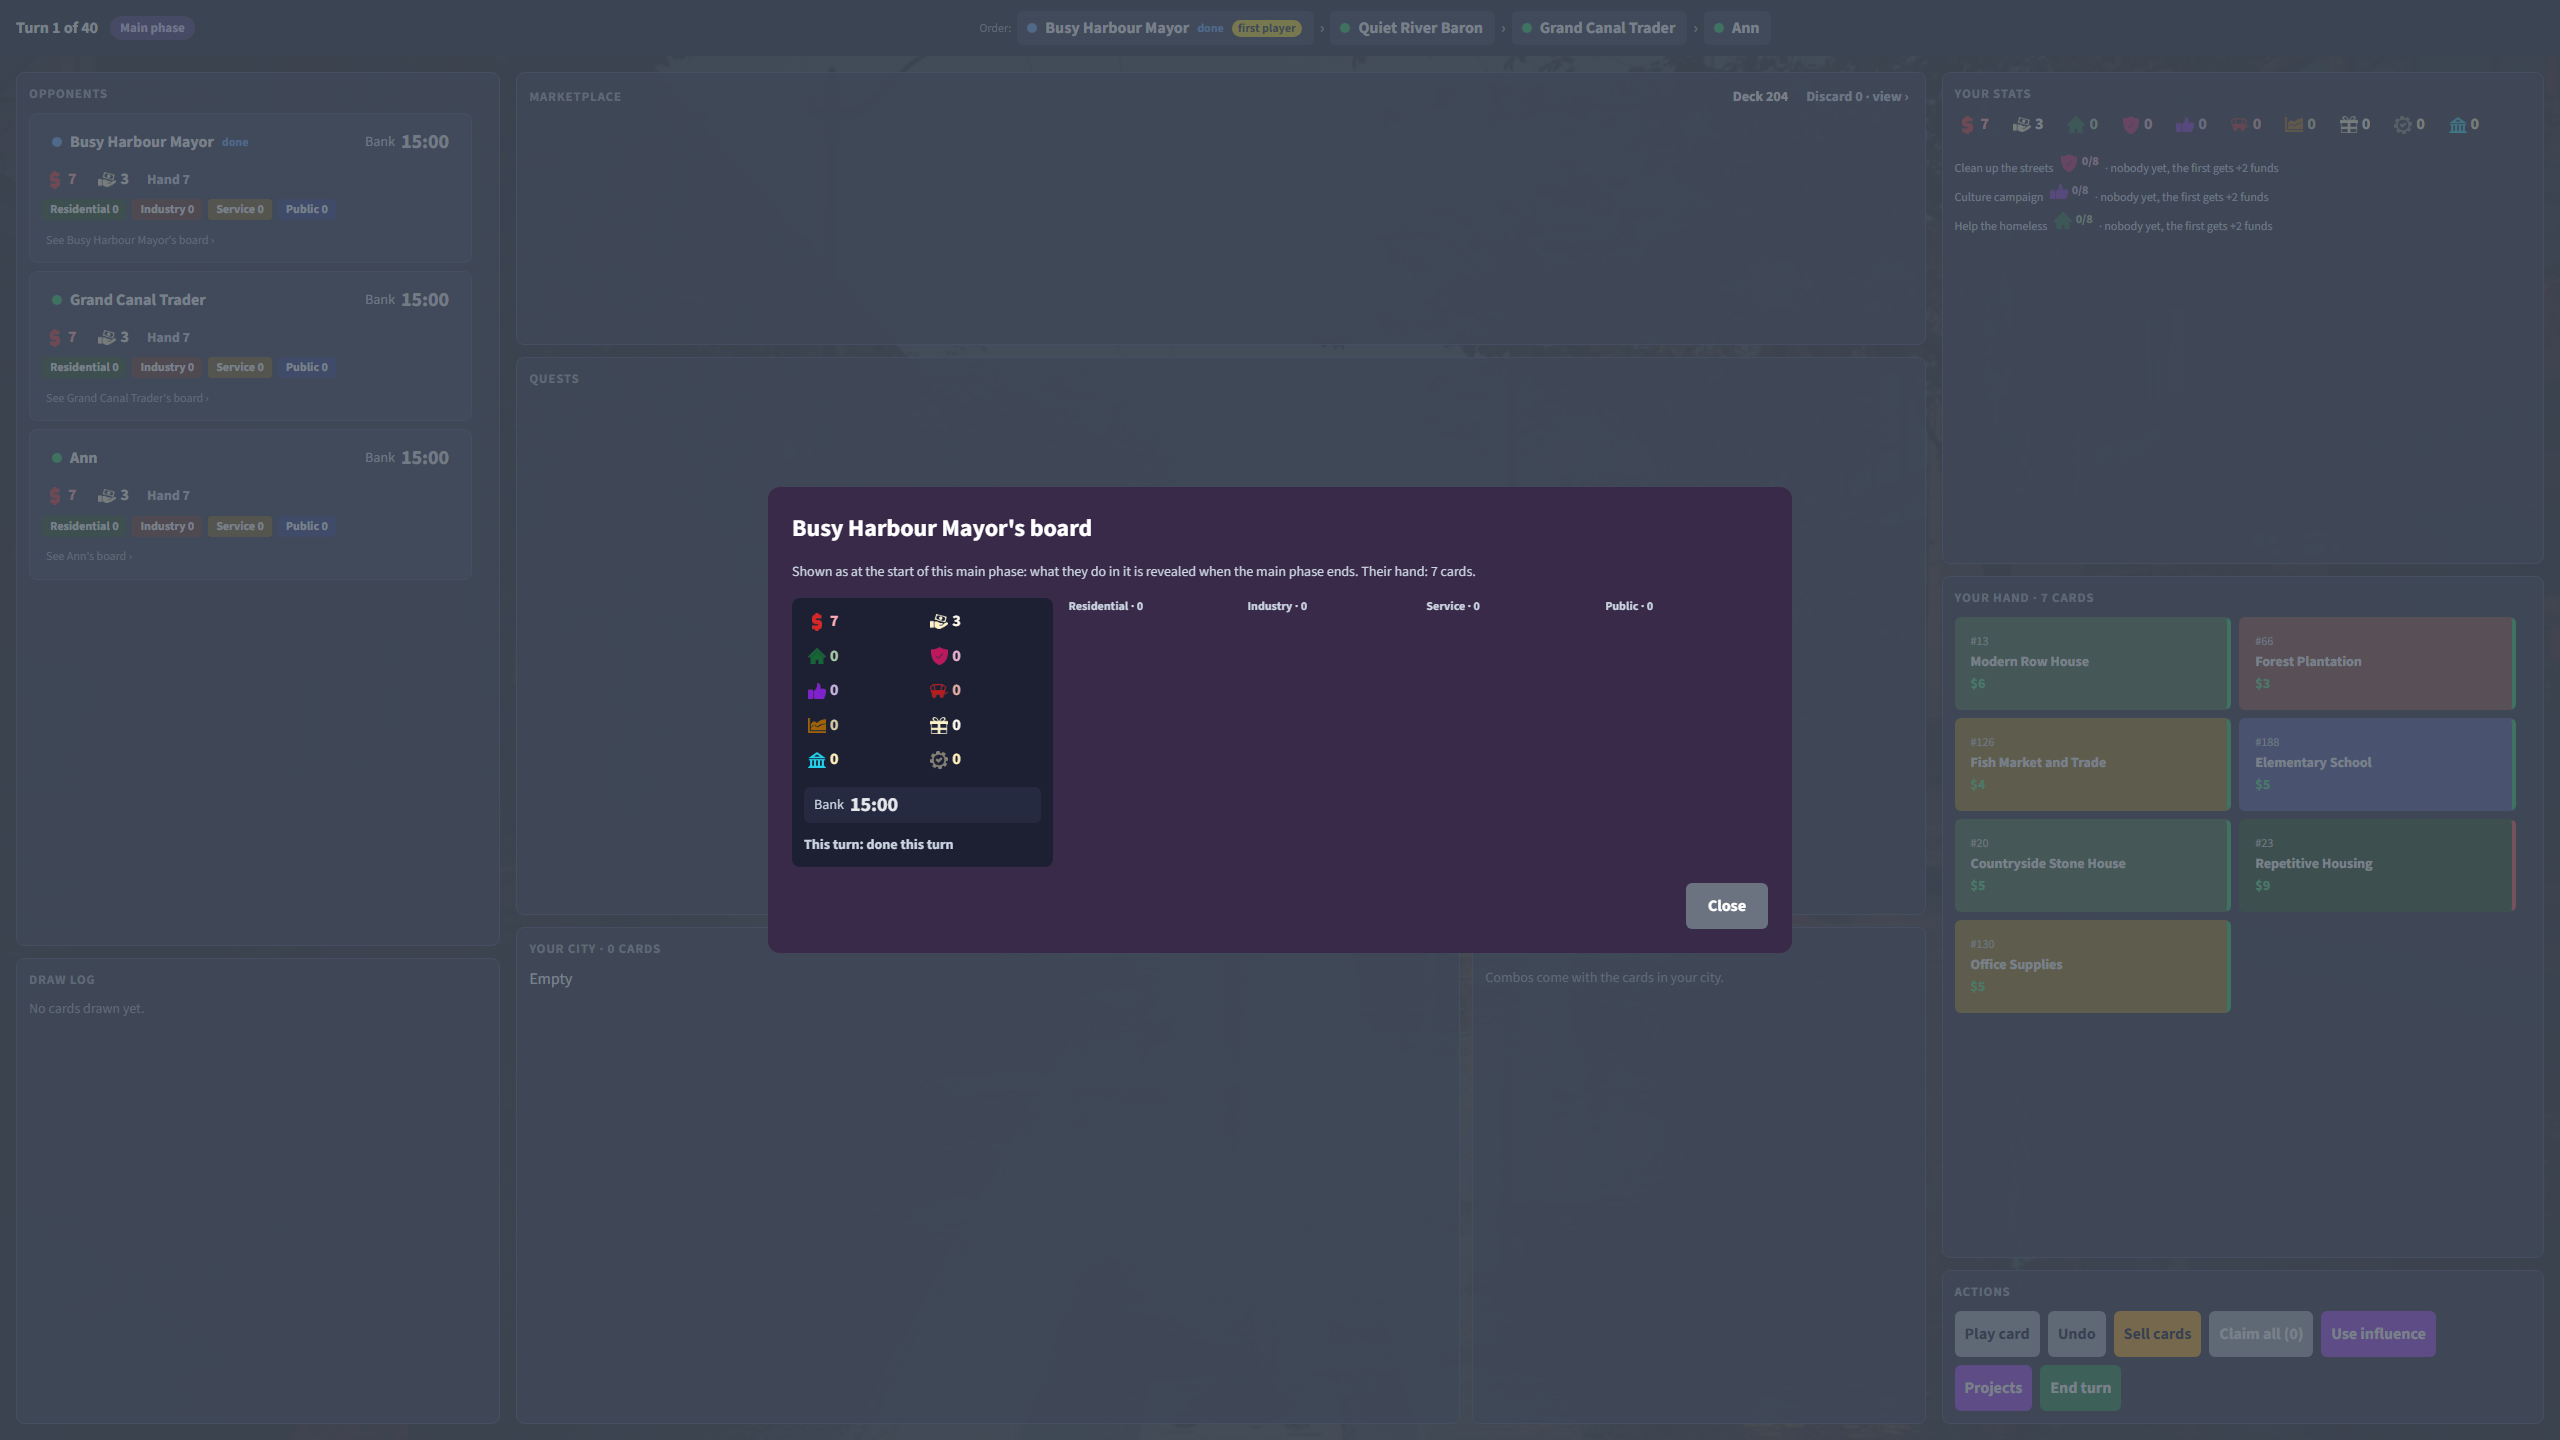 Turn 1 of 40 Main phase
Order: Busy Harbour Mayor done first player › Quiet River Baron › Grand Canal Trader › Ann
OPPONENTS
Busy Harbour Mayor done Bank 15:00
7 3 Hand 7
Residential 0 Industry 0 Service 0 Public 0
See Busy Harbour Mayor's board ›
Grand Canal Trader Bank 15:00
7 3 Hand 7
Residential 0 Industry 0 Service 0 Public 0
See Grand Canal Trader's board ›
Ann Bank 15:00
7 3 Hand 7
Residential 0 Industry 0 Service 0 Public 0
See Ann's board ›
DRAW LOG
No cards drawn yet.
MARKETPLACE Deck 204 Discard 0 · view ›
QUESTS
Busy Harbour Mayor's board
Shown as at the start of this main phase: what they do in it is revealed when the main phase ends. Their hand: 7 cards.
7 3
0 0
0 0
0 0
0 0
Bank 15:00
This turn: done this turn
Residential · 0 Industry · 0 Service · 0 Public · 0
Close
YOUR CITY · 0 CARDS
Empty
Combos come with the cards in your city.
YOUR STATS
7 3 0 0 0 0 0 0 0 0
Clean up the streets 0/8 · nobody yet, the first gets +2 funds
Culture campaign 0/8 · nobody yet, the first gets +2 funds
Help the homeless 0/8 · nobody yet, the first gets +2 funds
YOUR HAND · 7 CARDS
#13
Modern Row House
$6
#66
Forest Plantation
$3
#126
Fish Market and Trade
$4
#188
Elementary School
$5
#20
Countryside Stone House
$5
#23
Repetitive Housing
$9
#130
Office Supplies
$5
ACTIONS
Play card Undo Sell cards Claim all (0) Use influence
Projects End turn